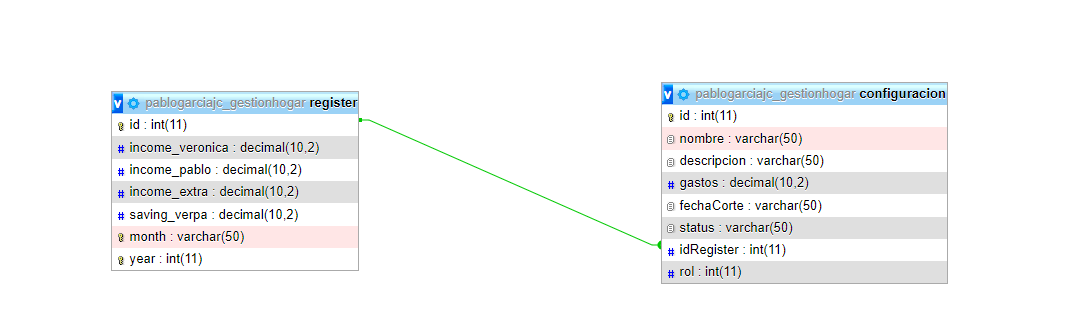 v pablogarciajc_gestionhogar register
id : int(11)
# income_veronica : decimal(10,2)
# income_pablo : decimal(10,2)
# income_extra : decimal(10,2)
# saving_verpa : decimal(10,2)
month : varchar(50)
year : int(11)
v pablogarciajc_gestionhogar configuracion
id : int(11)
nombre : varchar(50)
descripcion : varchar(50)
# gastos : decimal(10,2)
fechaCorte : varchar(50)
status : varchar(50)
# idRegister : int(11)
# rol : int(11)